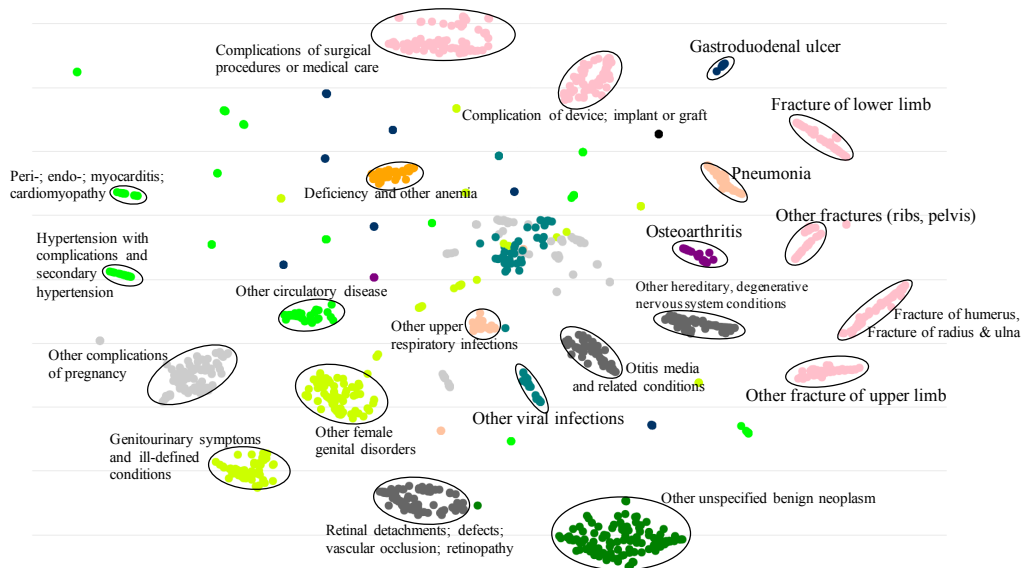 Complications of surgical
procedures or medical care
Gastroduodenal ulcer
Complication of device; implant or graft
Fracture of lower limb
Peri-; endo-; myocarditis;
cardiomyopathy
Deficiency and other anemia
Pneumonia
Other fractures (ribs, pelvis)
Hypertension with
complications and
secondary
hypertension
Osteoarthritis
Other circulatory disease
Other hereditary, degenerative
nervous system conditions
Other upper
respiratory infections
Fracture of humerus,
Fracture of radius & ulna
Other complications
of pregnancy
Otitis media
and related conditions
Other fracture of upper limb
Other viral infections
Genitourinary symptoms
and ill-defined
conditions
Other female
genital disorders
Retinal detachments; defects;
vascular occlusion; retinopathy
Other unspecified benign neoplasm